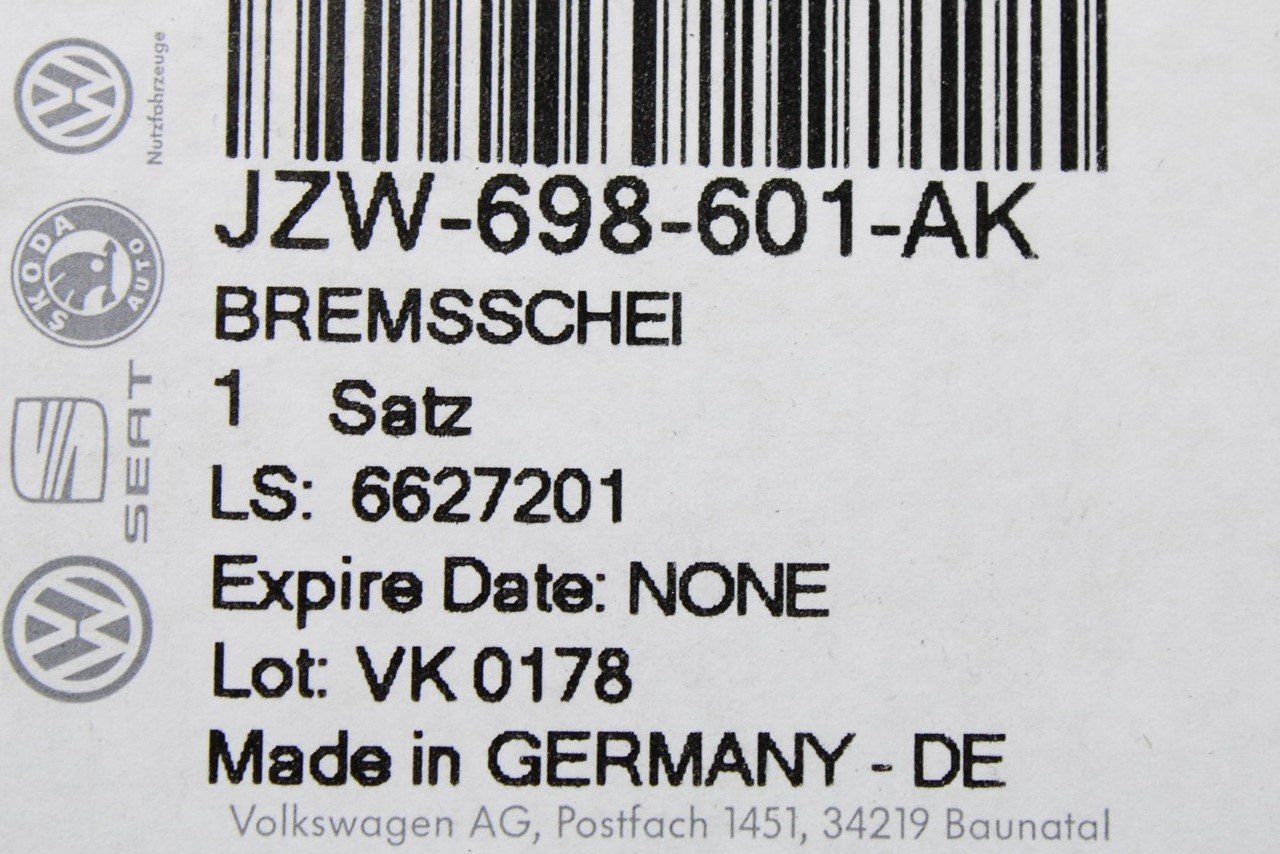 Nutzfahrzeuge
SKODA AUTO
SEAT
JZW-698-601-AK
BREMSSCHEI
1 Satz
LS: 6627201
Expire Date: NONE
Lot: VK 0178
Made in GERMANY - DE
Volkswagen AG, Postfach 1451, 34219 Baunatal